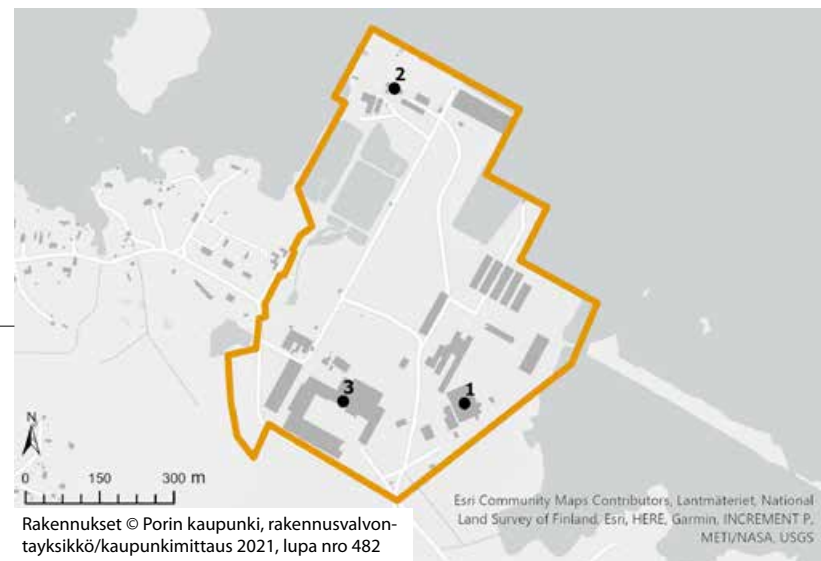 2
3
1
N
0 150 300 m
Esri Community Maps Contributors, Lantmäteriet, National
Land Survey of Finland, Esri, HERE, Garmin, INCREMENT P,
METI/NASA, USGS
Rakennukset © Porin kaupunki, rakennusvalvon-
tayksikkö/kaupunkimittaus 2021, lupa nro 482